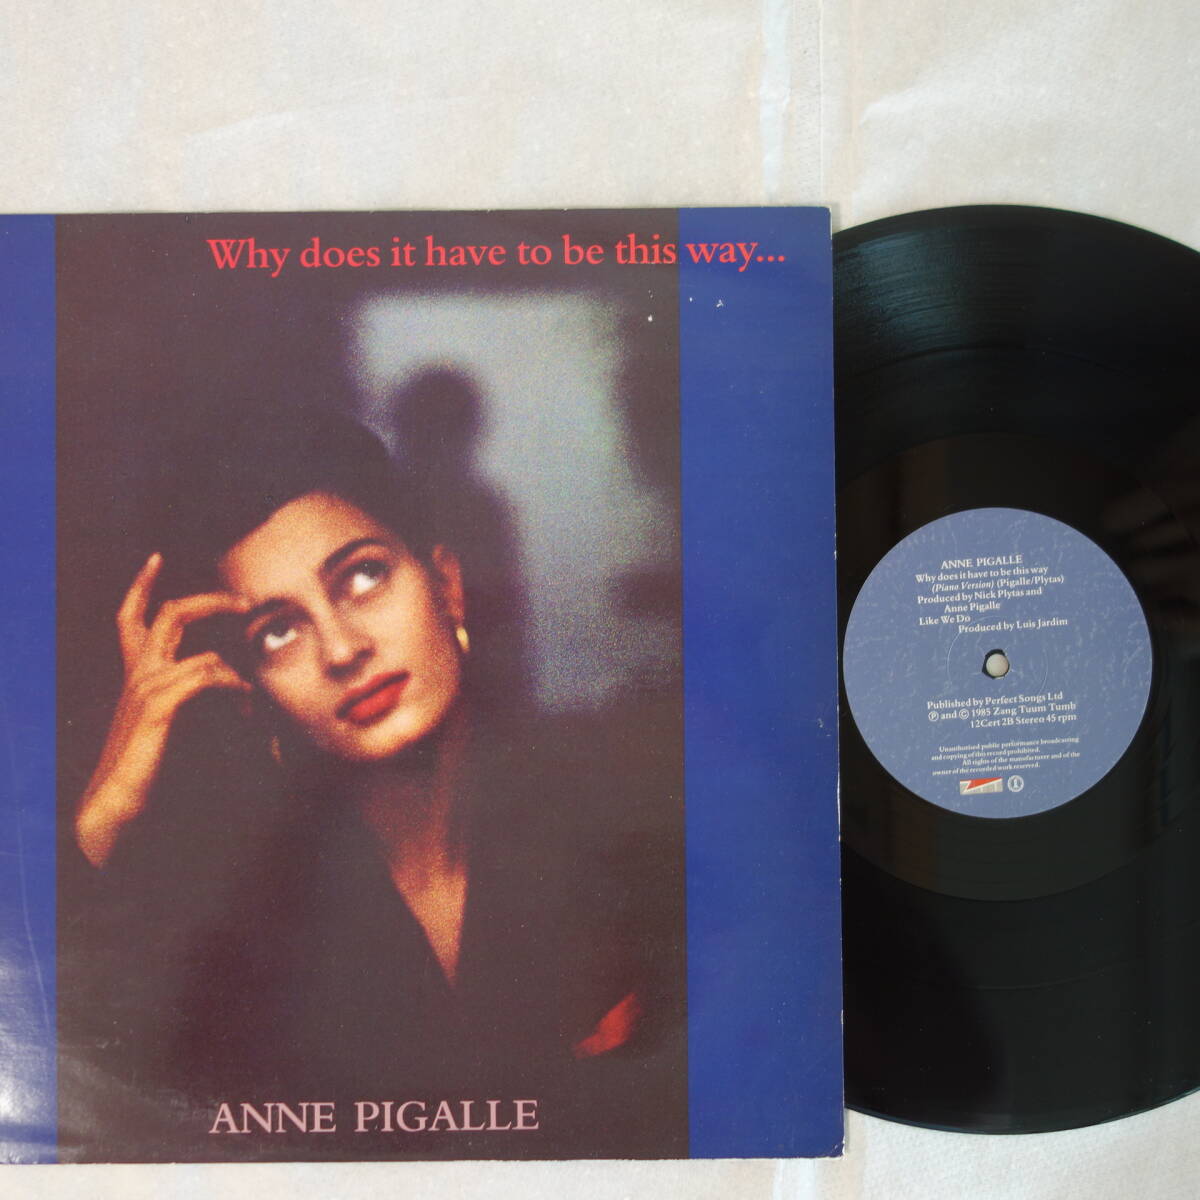 Why does it have to be this way...
ANNE PIGALLE
ANNE PIGALLE
Why does it have to be this way
(Piano Version) (Pigalle/Plytas)
Produced by Nick Plytas and
Anne Pigalle
Like We Do
Produced by Luis Jardim
Published by Perfect Songs Ltd
℗ and © 1985 Zang Tuum Tumb
12Cert 2B Stereo 45 rpm
Unauthorised public performance broadcasting
and copying of this record prohibited.
All rights of the manufacturer and of the
owner of the recorded work reserved.